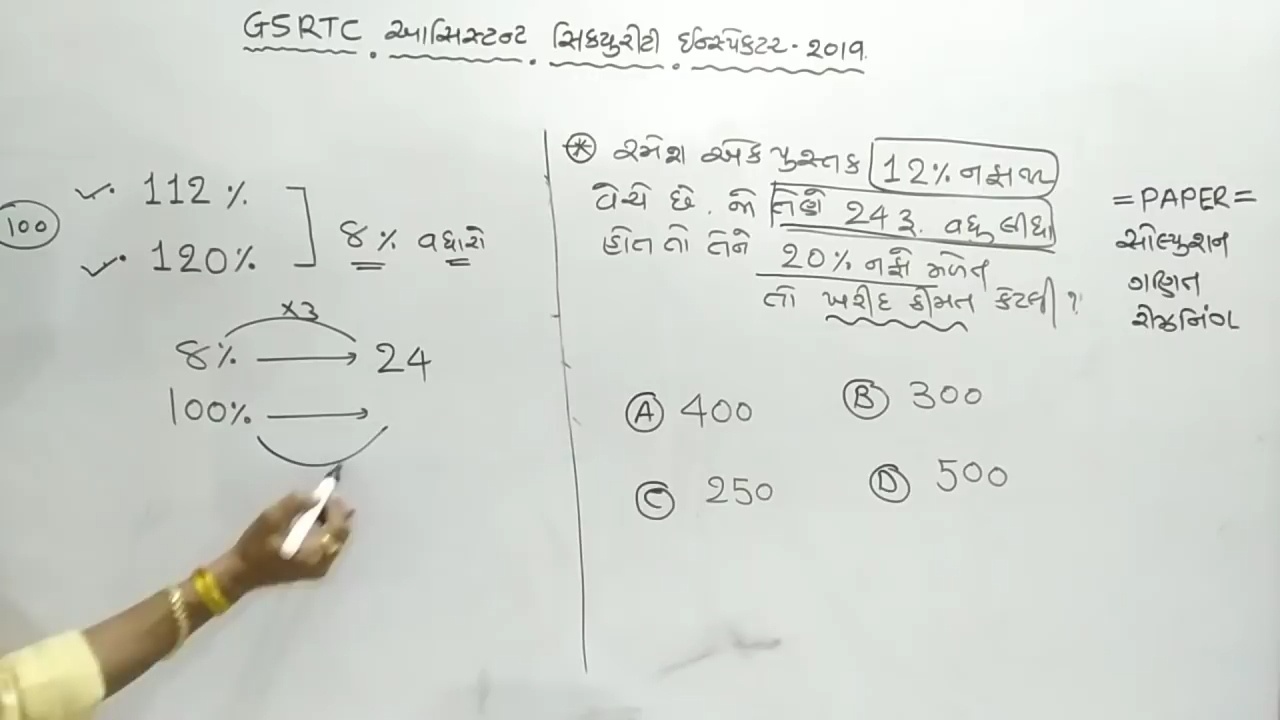 GSRTC આસિસ્ટન્ટ સિક્યુરીટી ઈન્સ્પેક્ટર - 2019.
100
112 %
120%
8% વધારો
×3
8% → 24
100% →
* રમેશ એક પુસ્તક 12% નફાથી
વેચે છે. જો તેણે 24 રૂ. વધુ લીધા
હોત તો તેને 20% નફો મળત
તો ખરીદ કીંમત કેટલી ?
A 400
B 300
C 250
D 500
= PAPER =
સોલ્યુશન
ગણિત
રીઝનિંગ